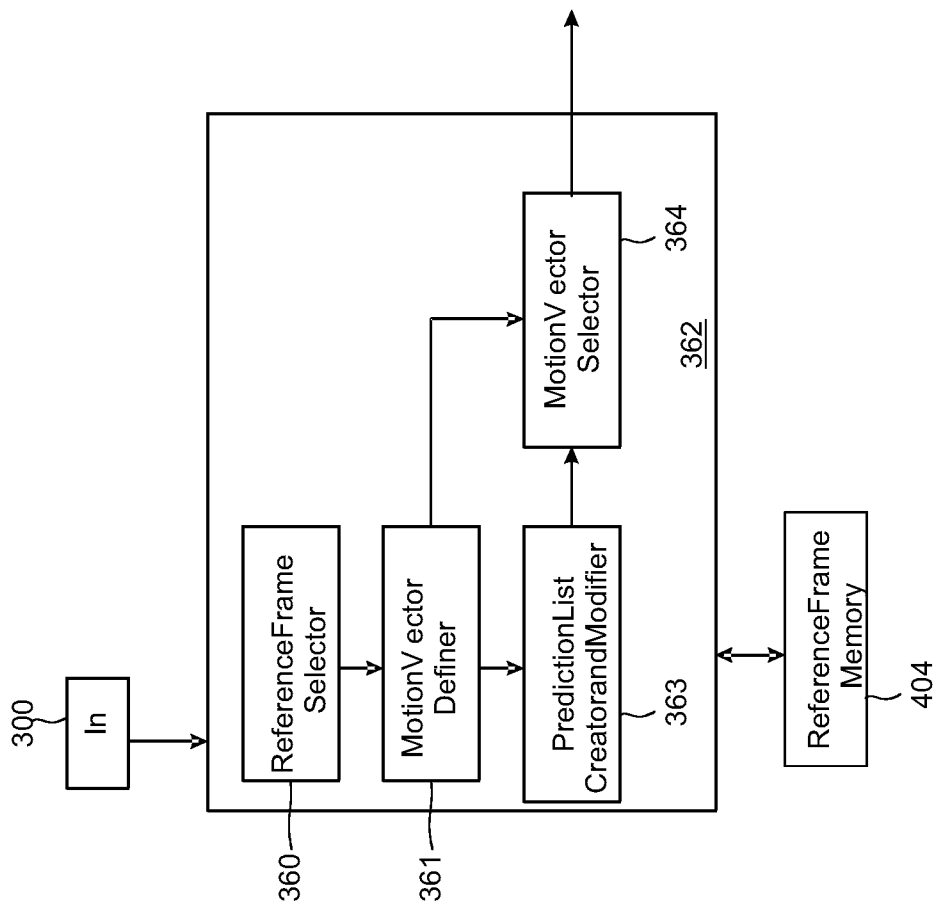 300
In
360
ReferenceFrame
Selector
361
MotionV ector
Definer
PredictionList
CreatorandModifier
363
MotionV ector
Selector
364
362
ReferenceFrame
Memory
404